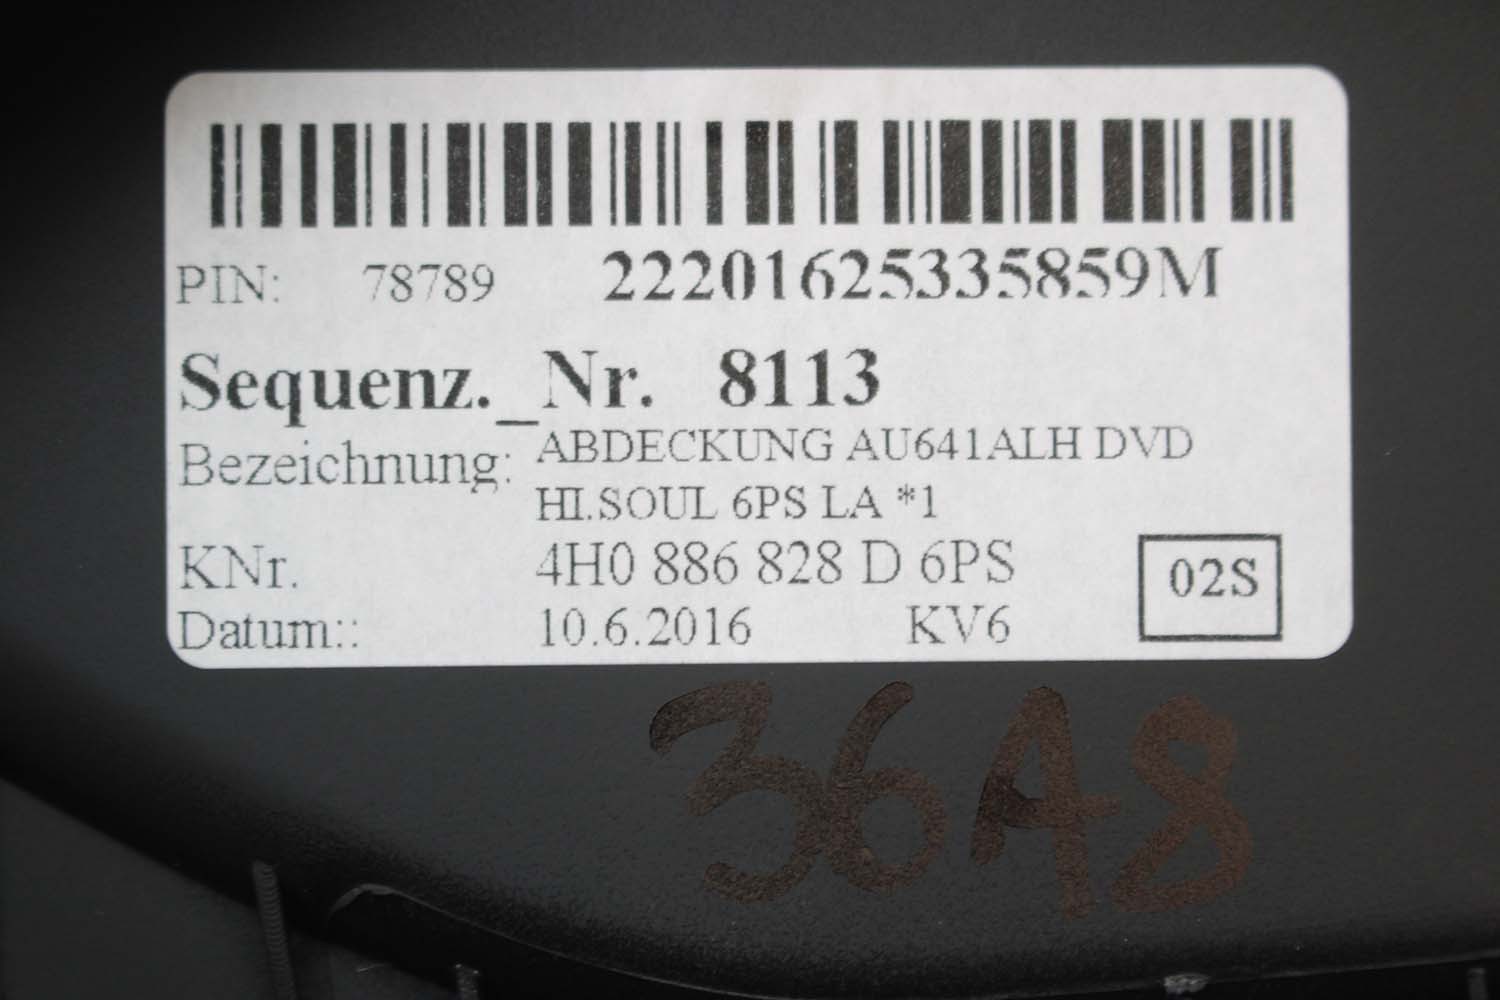 PIN: 78789 22201625335859M
Sequenz._Nr. 8113
Bezeichnung: ABDECKUNG AU641ALH DVD
HI.SOUL 6PS LA *1
KNr. 4H0 886 828 D 6PS
02S
Datum:: 10.6.2016 KV6
36A8